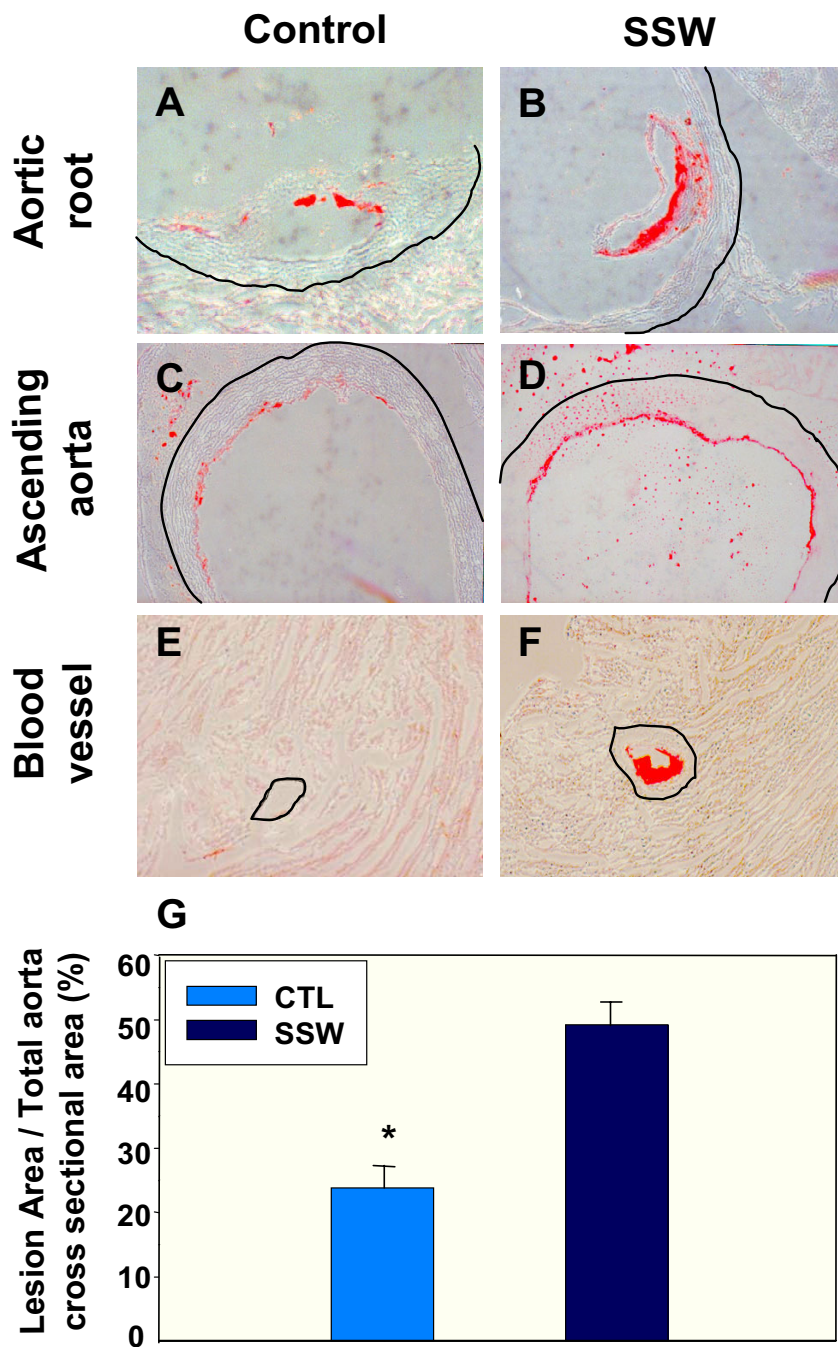 Control SSW
Aortic
root
A B
Ascending
aorta
C D
Blood
vessel
E F
G
Lesion Area / Total aorta
cross sectional area (%)
60
50
40
30
20
10
0
CTL
SSW
*